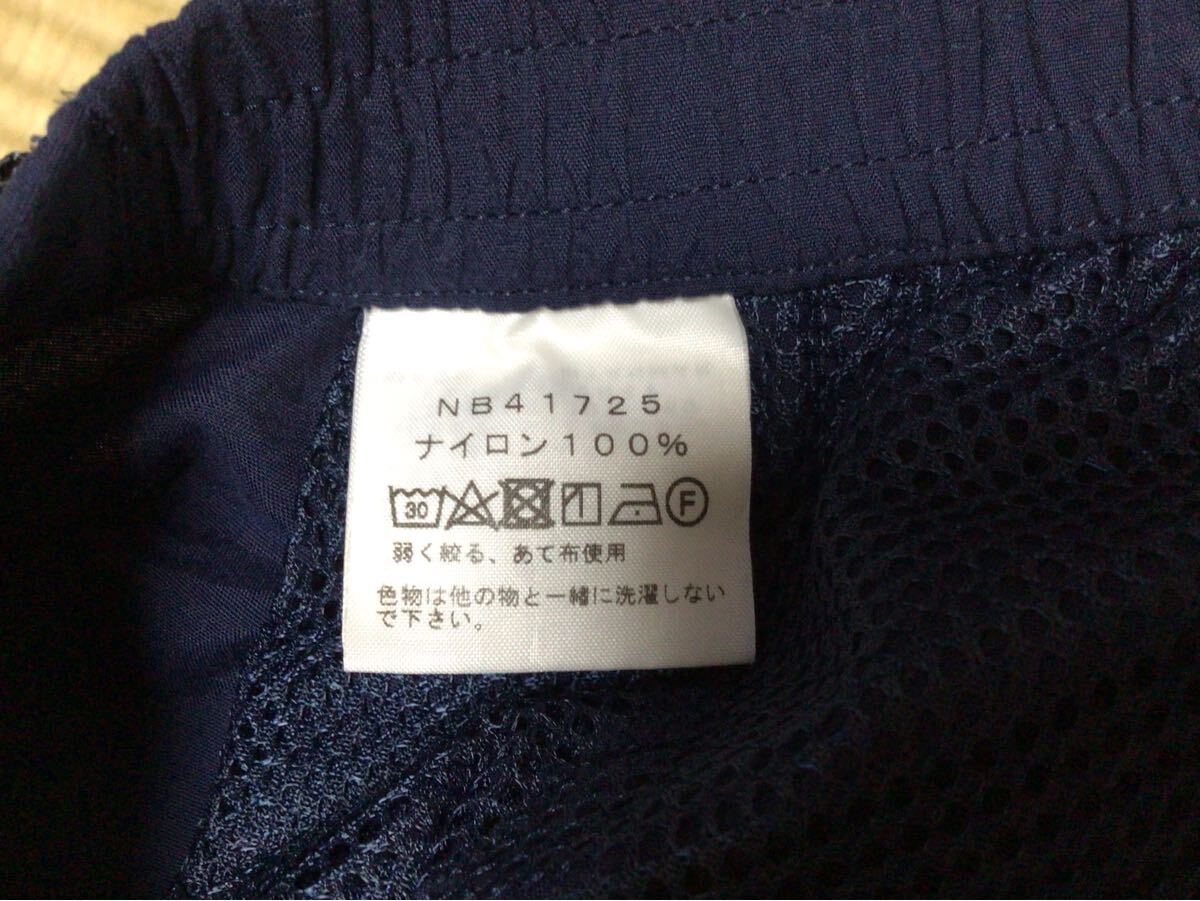 NB41725
ナイロン100%
30 F
弱く絞る、あて布使用
色物は他の物と一緒に洗濯しない
で下さい。